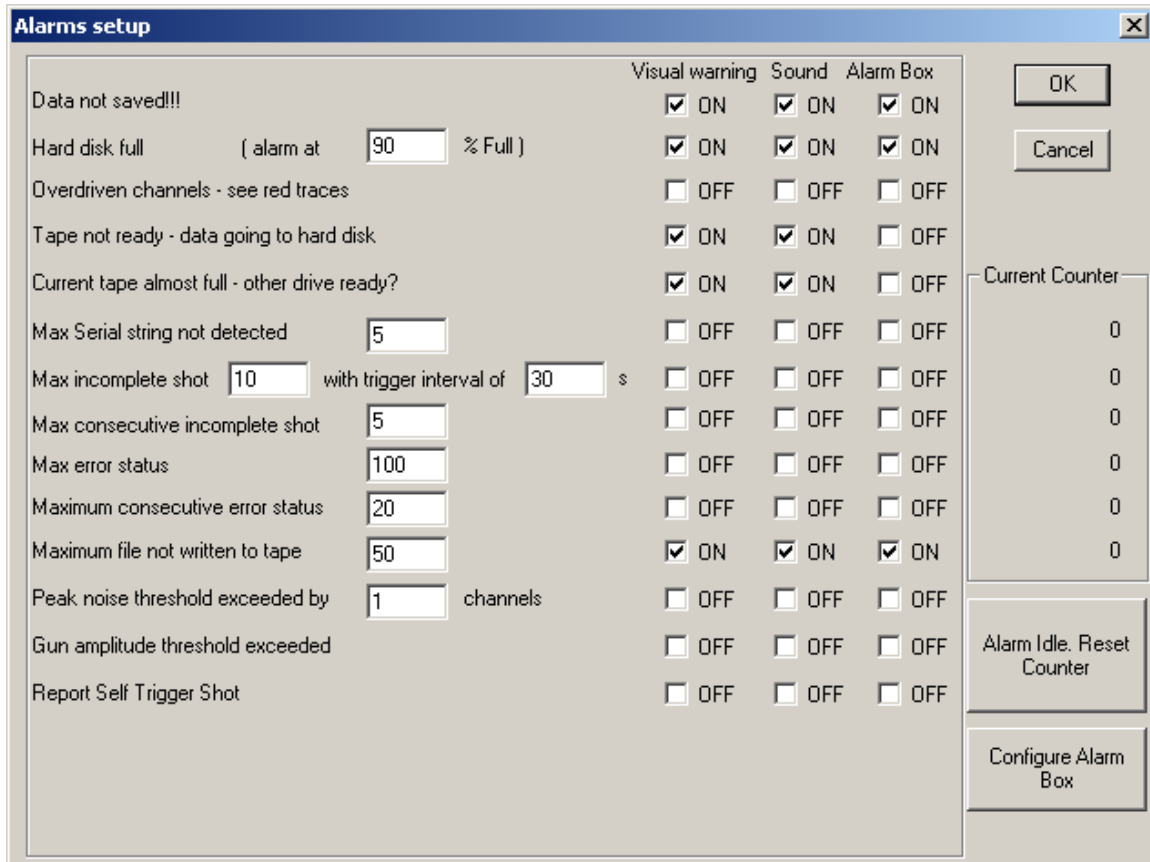 Alarms setup
Visual warning Sound Alarm Box
Data not saved!!! ON ON ON
Hard disk full ( alarm at 90 % Full ) ON ON ON
Overdriven channels - see red traces OFF OFF OFF
Tape not ready - data going to hard disk ON ON OFF
Current tape almost full - other drive ready? ON ON OFF
Max Serial string not detected 5 OFF OFF OFF
Max incomplete shot 10 with trigger interval of 30 s OFF OFF OFF
Max consecutive incomplete shot 5 OFF OFF OFF
Max error status 100 OFF OFF OFF
Maximum consecutive error status 20 OFF OFF OFF
Maximum file not written to tape 50 ON ON ON
Peak noise threshold exceeded by 1 channels OFF OFF OFF
Gun amplitude threshold exceeded OFF OFF OFF
Report Self Trigger Shot OFF OFF OFF
OK
Cancel
Current Counter
0
0
0
0
0
0
Alarm Idle. Reset
Counter
Configure Alarm
Box